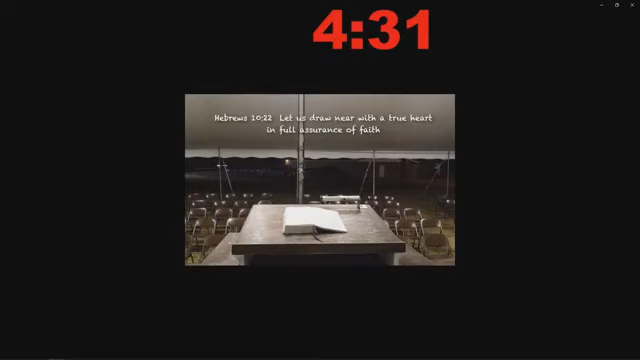 4:31
Hebrews 10:22 Let us draw near with a true heart
in full assurance of faith